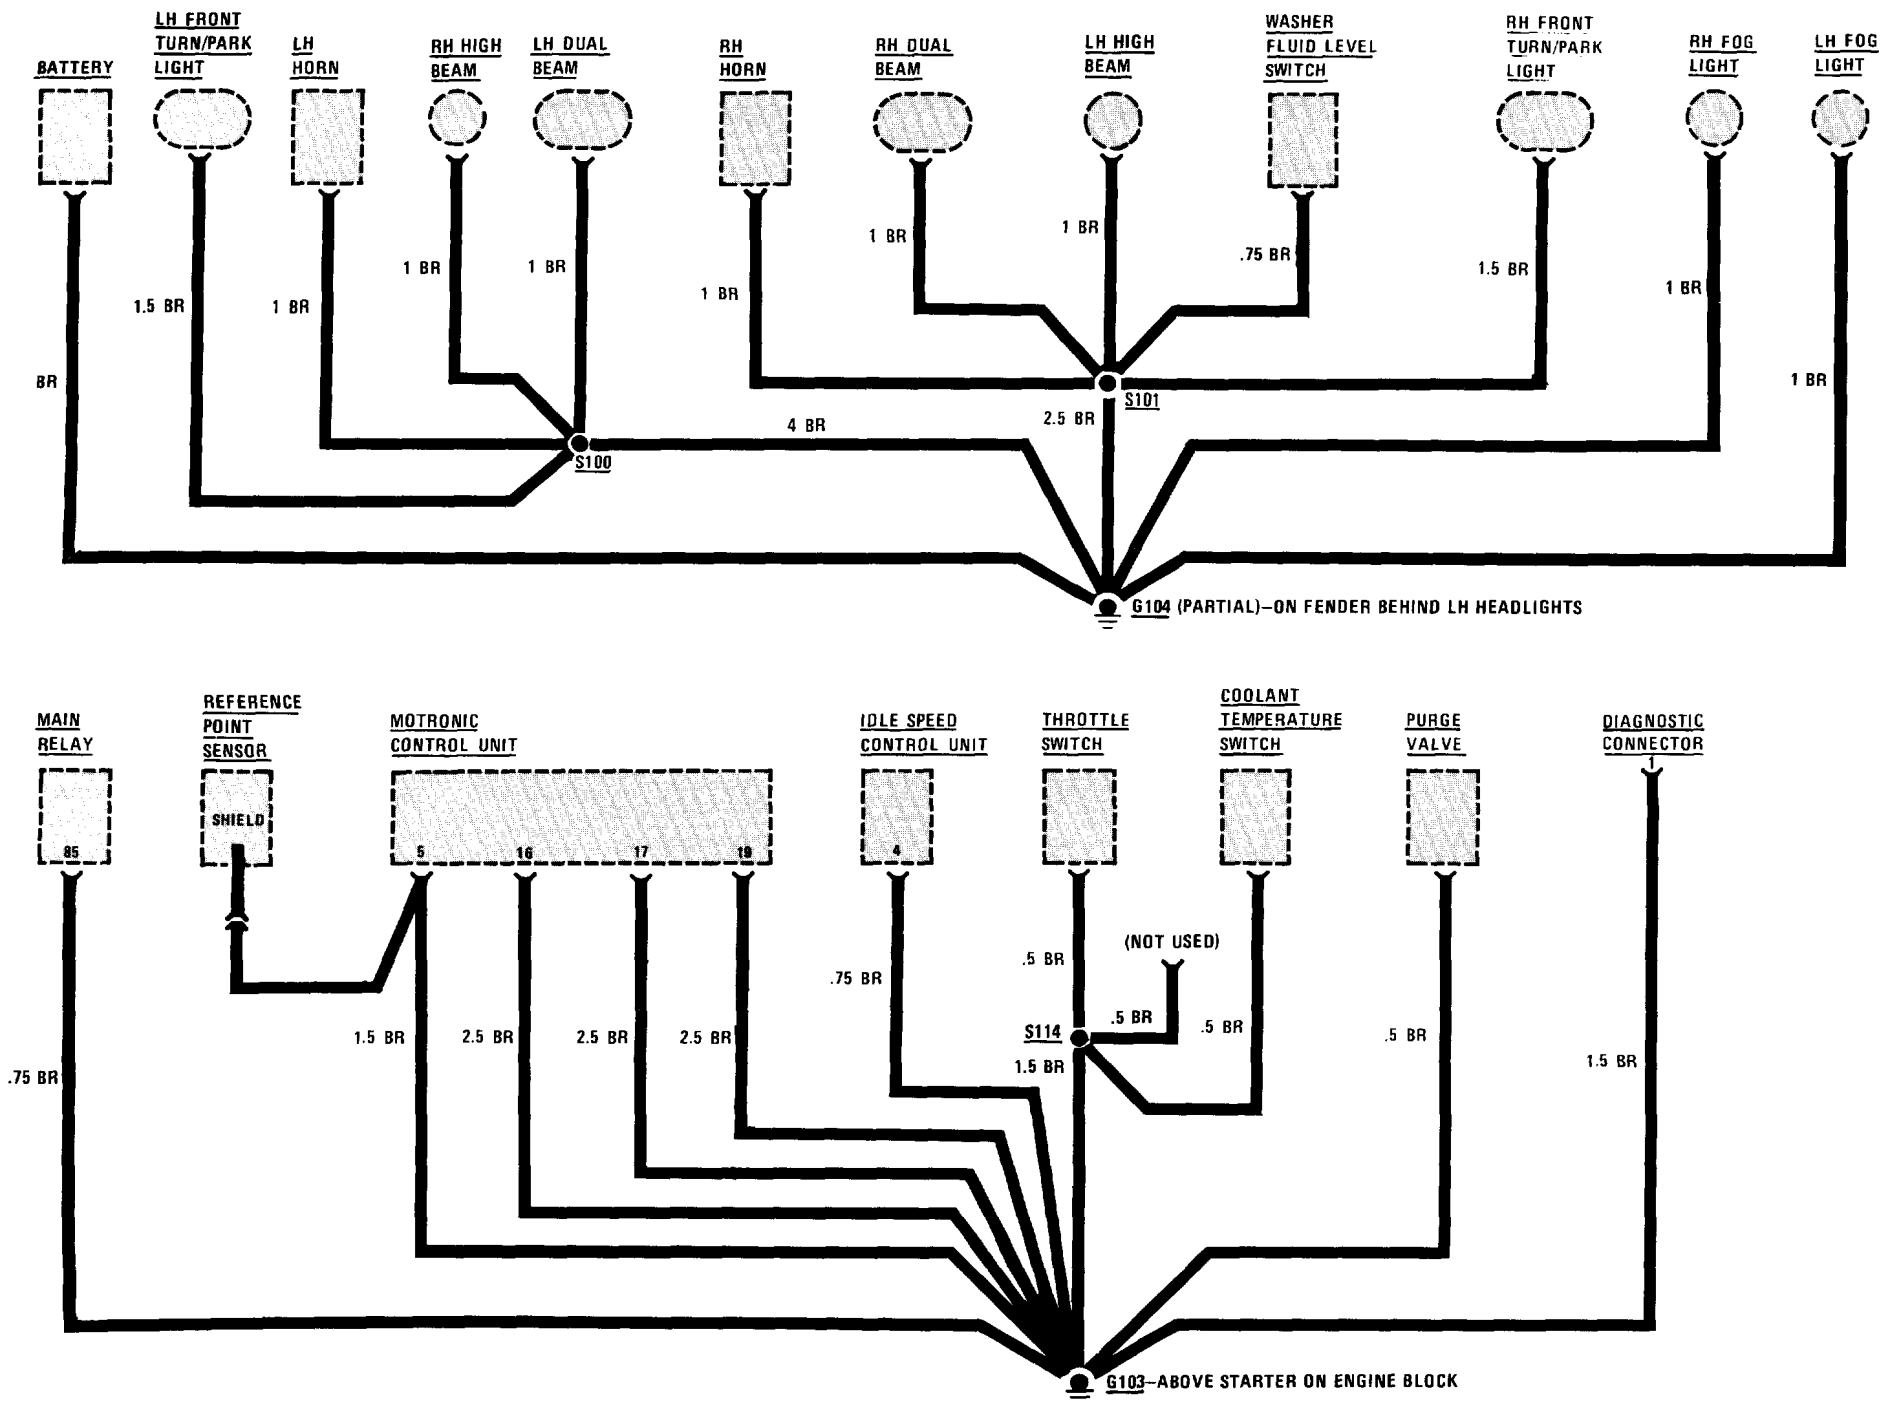 BATTERY
LH FRONT
TURN/PARK
LIGHT
LH
HORN
RH HIGH
BEAM
LH DUAL
BEAM
RH
HORN
RH DUAL
BEAM
LH HIGH
BEAM
WASHER
FLUID LEVEL
SWITCH
RH FRONT
TURN/PARK
LIGHT
RH FOG
LIGHT
LH FOG
LIGHT
BR
1.5 BR
1 BR
1 BR
1 BR
1 BR
1 BR
1 BR
.75 BR
1.5 BR
1 BR
1 BR
S101
2.5 BR
4 BR
S100
G104 (PARTIAL)–ON FENDER BEHIND LH HEADLIGHTS
MAIN
RELAY
REFERENCE
POINT
SENSOR
MOTRONIC
CONTROL UNIT
IDLE SPEED
CONTROL UNIT
THROTTLE
SWITCH
COOLANT
TEMPERATURE
SWITCH
PURGE
VALVE
DIAGNOSTIC
CONNECTOR
1
SHIELD
85
5
16
17
19
4
(NOT USED)
.5 BR
.75 BR
.5 BR
.5 BR
.5 BR
S114
1.5 BR
1.5 BR
2.5 BR
2.5 BR
2.5 BR
1.5 BR
.75 BR
G103–ABOVE STARTER ON ENGINE BLOCK